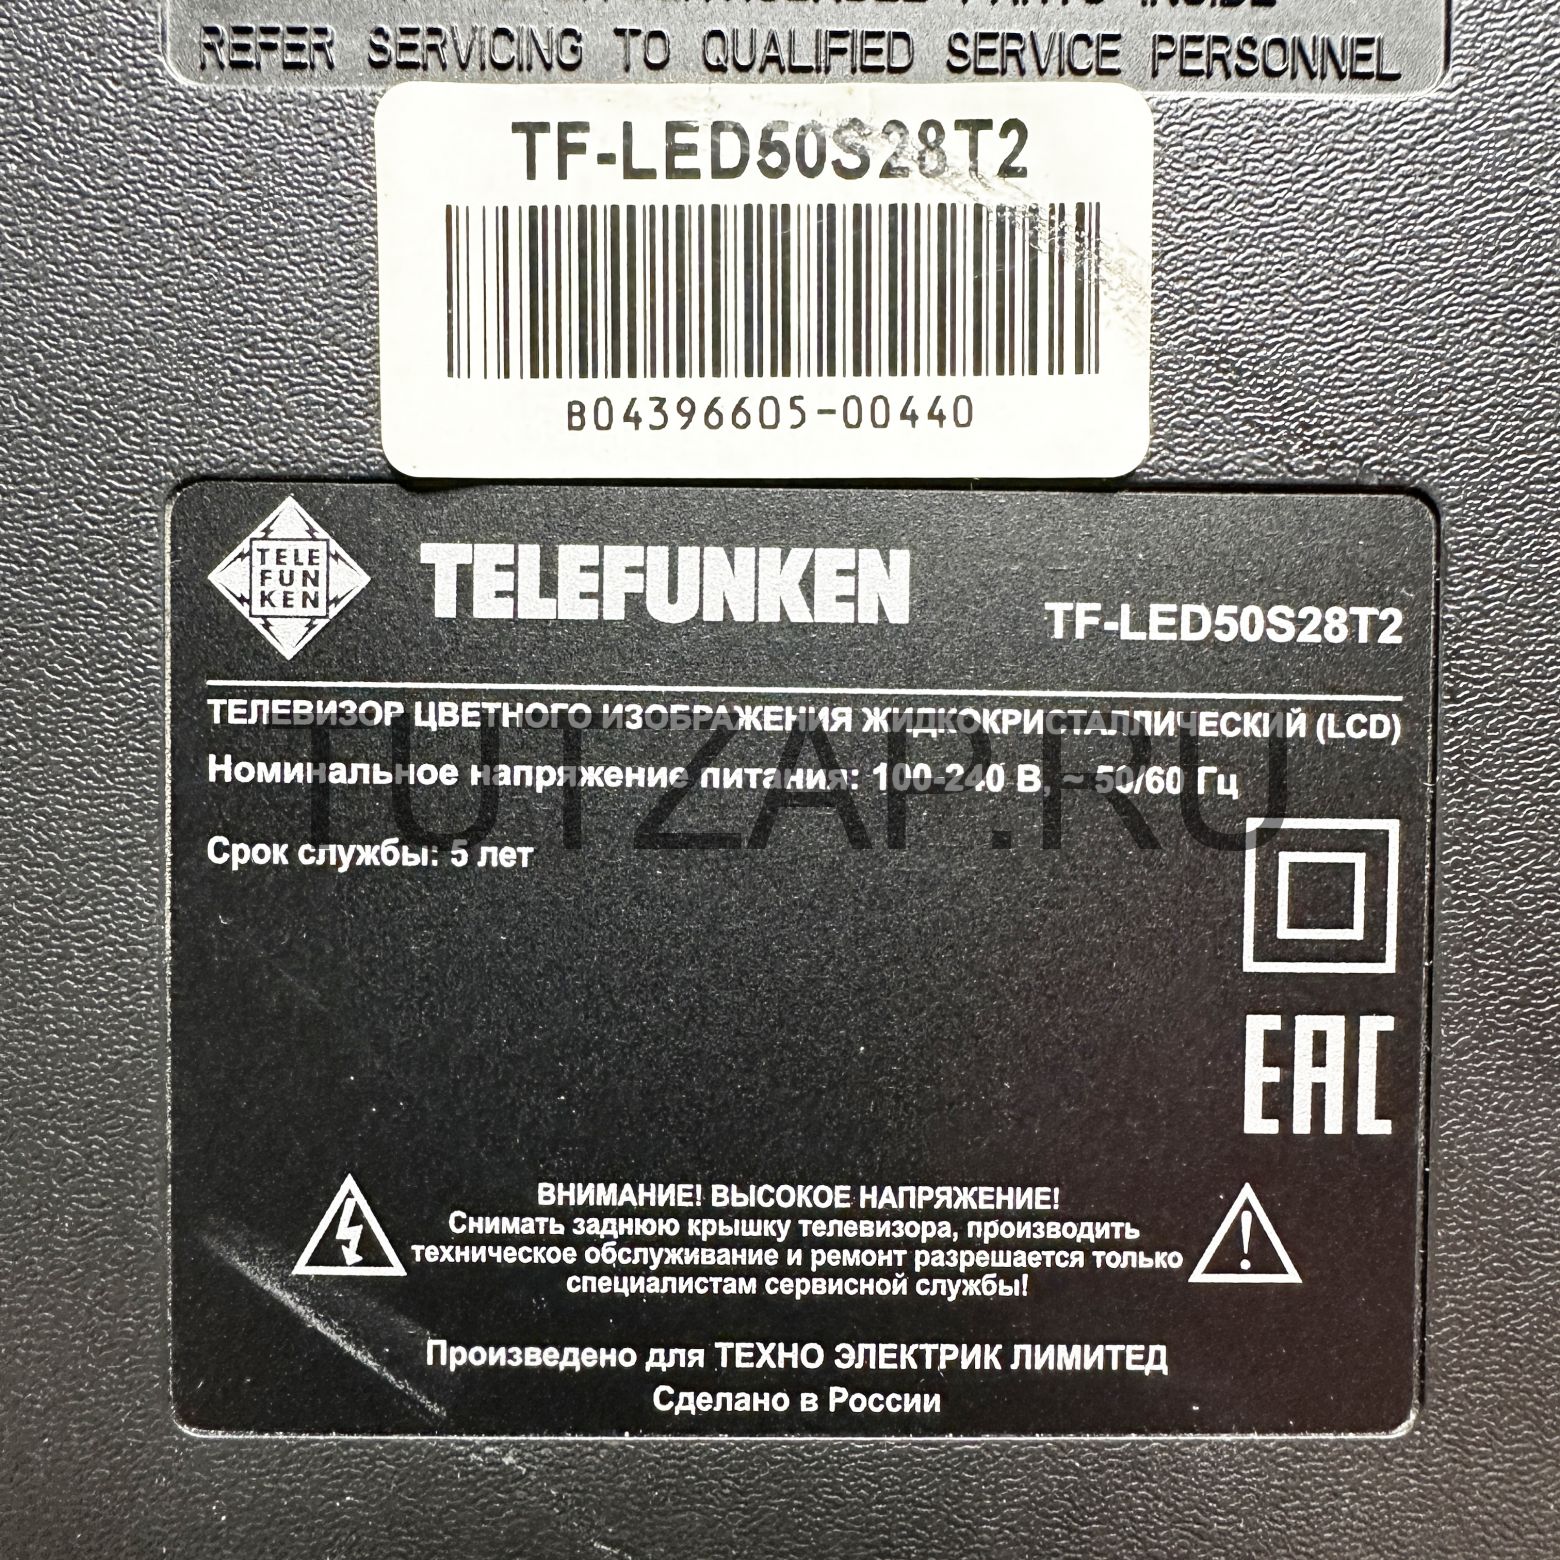 PARTS INSIDE
REFER SERVICING TO QUALIFIED SERVICE PERSONNEL
TF-LED50S28T2
B04396605-00440
TELE
FUN
KEN
TELEFUNKEN
TF-LED50S28T2
ТЕЛЕВИЗОР ЦВЕТНОГО ИЗОБРАЖЕНИЯ ЖИДКОКРИСТАЛЛИЧЕСКИЙ (LCD)
Номинальное напряжение питания: 100-240 В, ~ 50/60 Гц
TUTZAP.RU
Срок службы: 5 лет
EAC
ВНИМАНИЕ! ВЫСОКОЕ НАПРЯЖЕНИЕ!
Снимать заднюю крышку телевизора, производить
техническое обслуживание и ремонт разрешается только
специалистам сервисной службы!
Произведено для ТЕХНО ЭЛЕКТРИК ЛИМИТЕД
Сделано в России